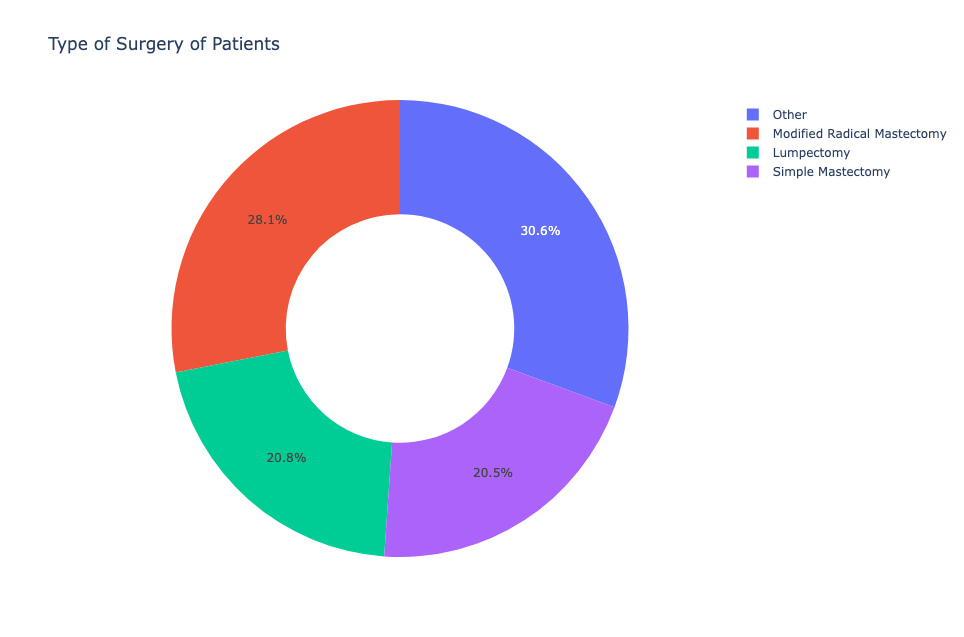 Type of Surgery of Patients
Other
Modified Radical Mastectomy
Lumpectomy
Simple Mastectomy
28.1%
30.6%
20.8%
20.5%